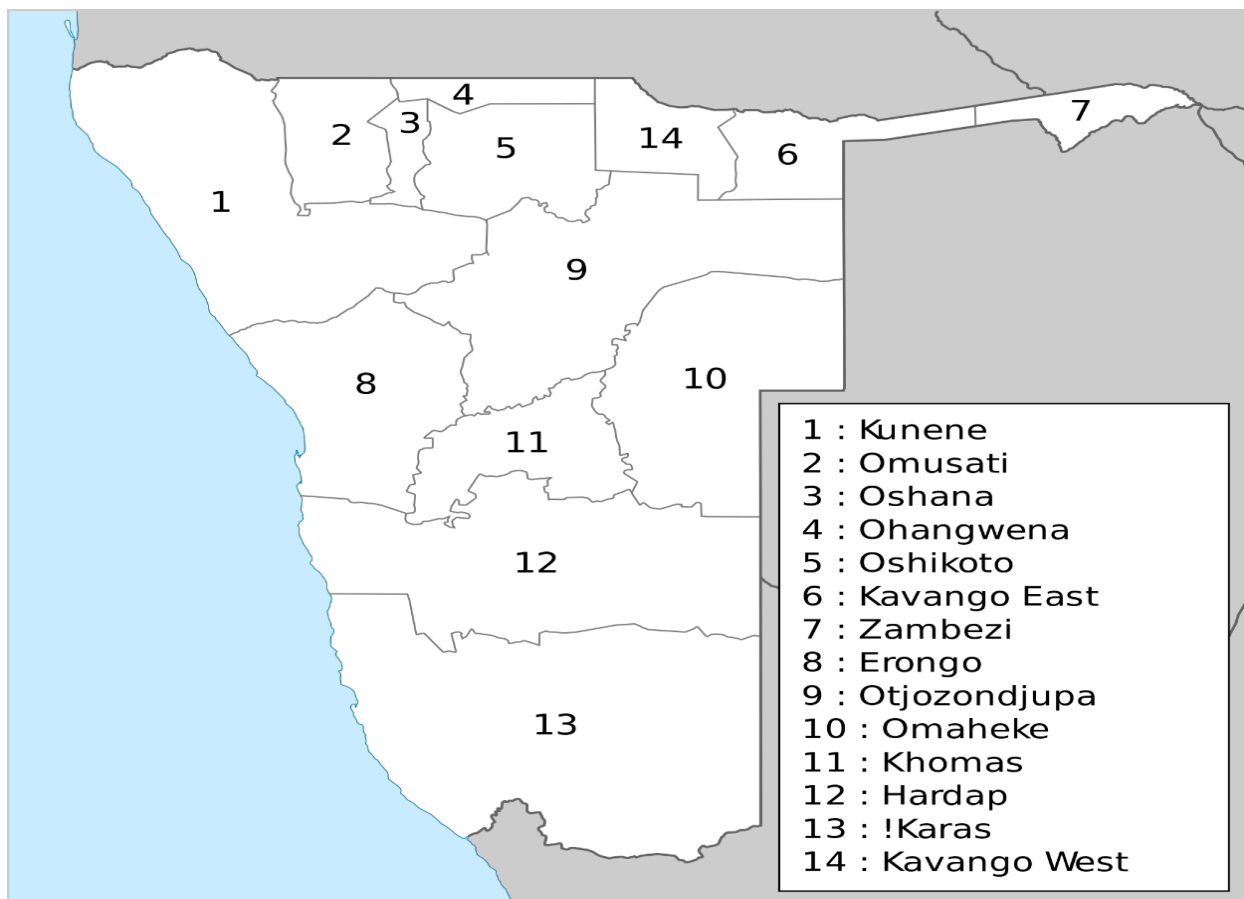 4
7
3
2
14
5
6
1
9
8
10
11
12
13
1 : Kunene
2 : Omusati
3 : Oshana
4 : Ohangwena
5 : Oshikoto
6 : Kavango East
7 : Zambezi
8 : Erongo
9 : Otjozondjupa
10 : Omaheke
11 : Khomas
12 : Hardap
13 : !Karas
14 : Kavango West